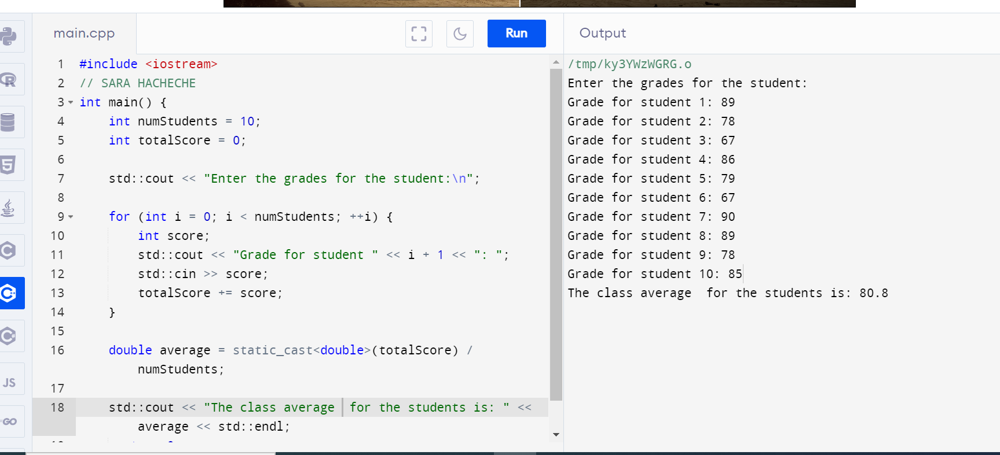 main.cpp
Run
Output
1 #include <iostream>
2 // SARA HACHECHE
3 int main() {
4 int numStudents = 10;
5 int totalScore = 0;
6
7 std::cout << "Enter the grades for the student:\n";
8
9 for (int i = 0; i < numStudents; ++i) {
10 int score;
11 std::cout << "Grade for student " << i + 1 << ": ";
12 std::cin >> score;
13 totalScore += score;
14 }
15
16 double average = static_cast<double>(totalScore) /
numStudents;
17
18 std::cout << "The class average  for the students is: " <<
average << std::endl;
/tmp/ky3YWzWGRG.o
Enter the grades for the student:
Grade for student 1: 89
Grade for student 2: 78
Grade for student 3: 67
Grade for student 4: 86
Grade for student 5: 79
Grade for student 6: 67
Grade for student 7: 90
Grade for student 8: 89
Grade for student 9: 78
Grade for student 10: 85
The class average  for the students is: 80.8
R
5
C
C
C#
JS
GO